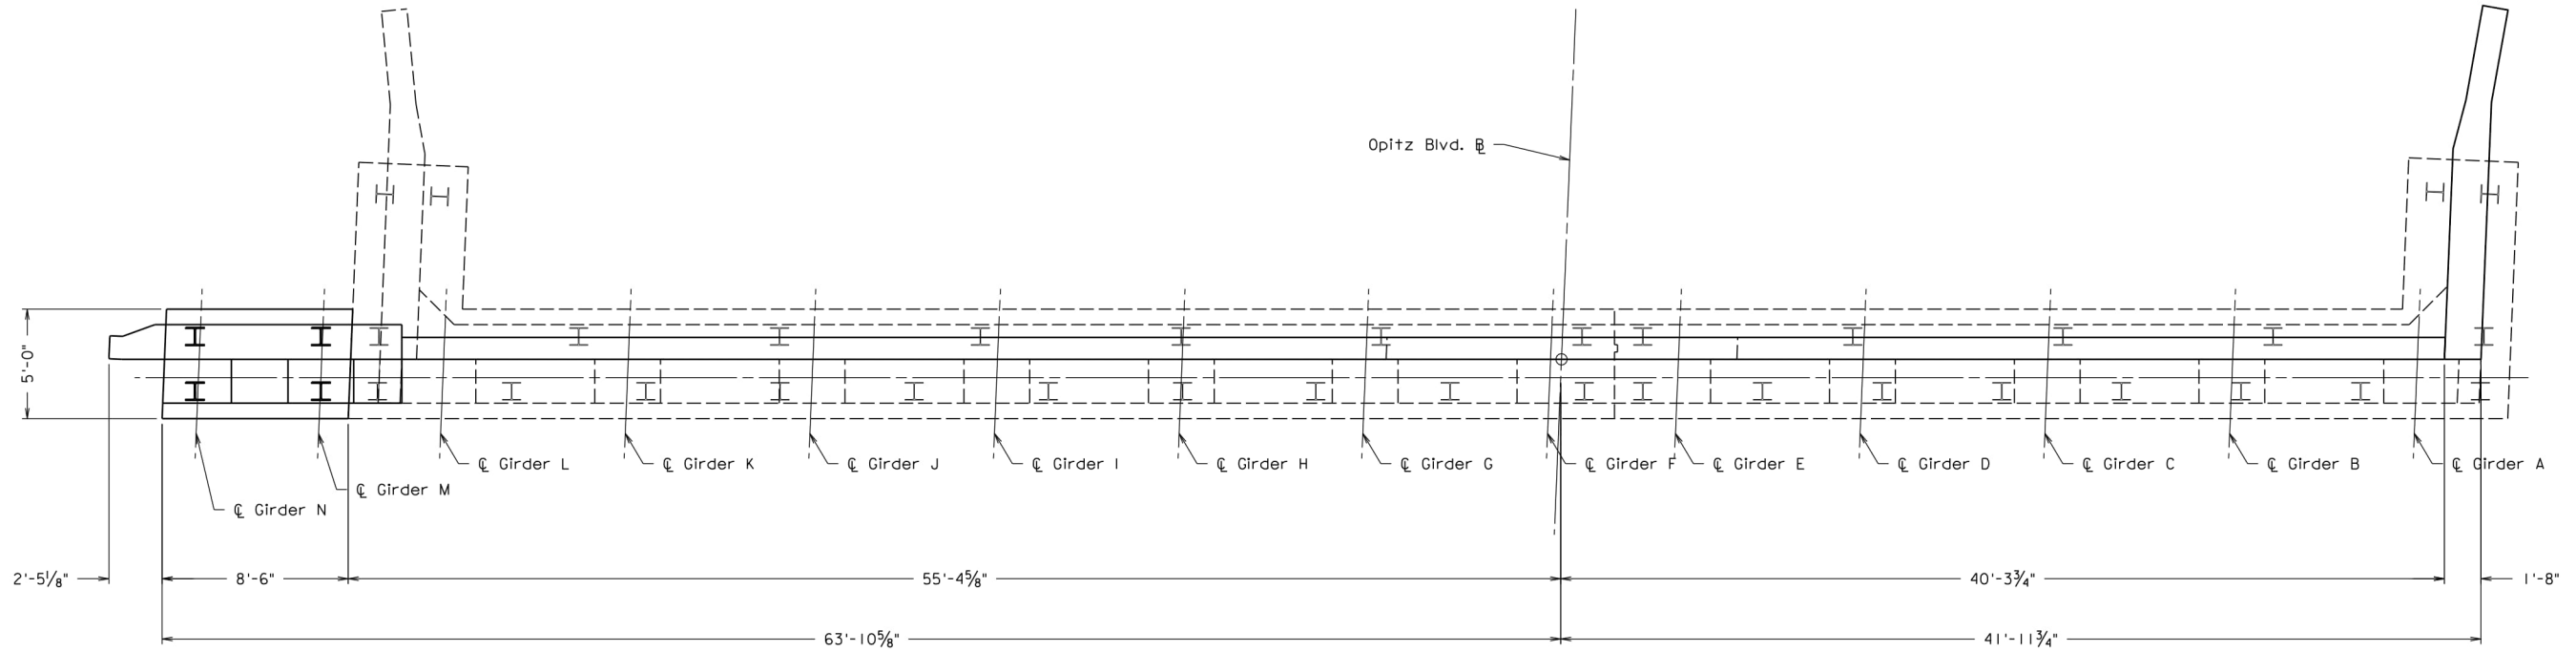 Opitz Blvd. ⅊
5'-0"
℄ Girder L
℄ Girder K
℄ Girder J
℄ Girder I
℄ Girder H
℄ Girder G
℄ Girder F
℄ Girder E
℄ Girder D
℄ Girder C
℄ Girder B
℄ Girder A
℄ Girder M
℄ Girder N
2'-5⅛"
8'-6"
55'-4⅝"
40'-3¾"
1'-8"
63'-10⅝"
41'-11¾"